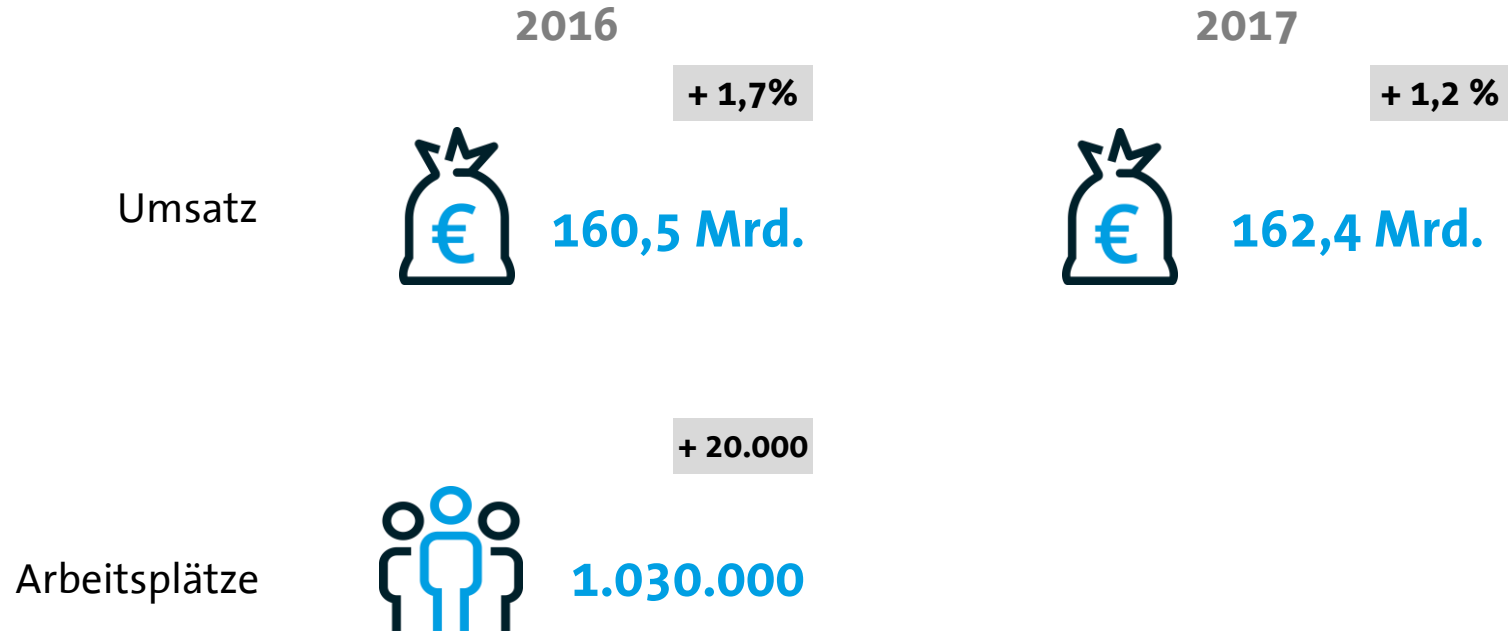 2016 2017
+ 1,7% + 1,2 %
Umsatz € 160,5 Mrd. € 162,4 Mrd.
+ 20.000
Arbeitsplätze 1.030.000